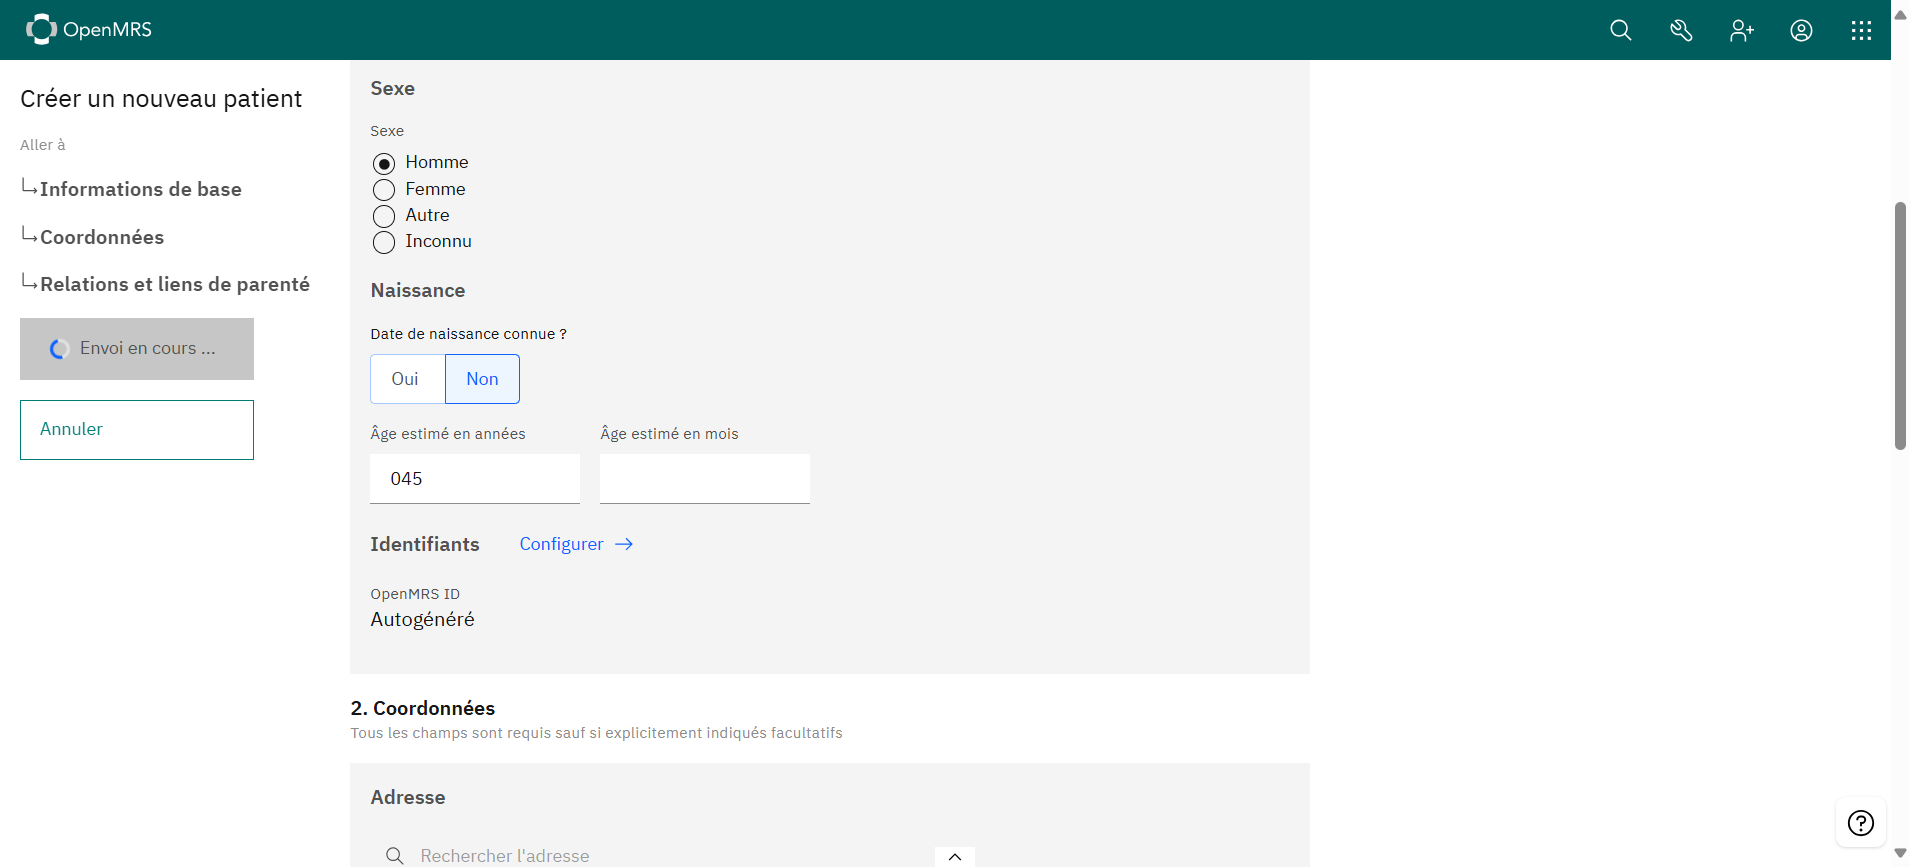 OpenMRS
Créer un nouveau patient
Aller à
Informations de base
Coordonnées
Relations et liens de parenté
Envoi en cours ...
Annuler
Sexe
Sexe
Homme
Femme
Autre
Inconnu
Naissance
Date de naissance connue ?
Oui
Non
Âge estimé en années
Âge estimé en mois
045
Identifiants
Configurer
OpenMRS ID
Autogénéré
2. Coordonnées
Tous les champs sont requis sauf si explicitement indiqués facultatifs
Adresse
Rechercher l'adresse